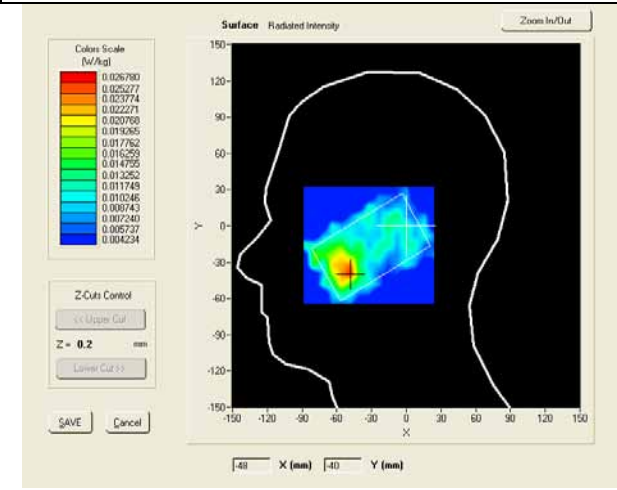 Surface Radiated Intensity
Zoom In/Out
Colors Scale
(W/kg)
0.026780
0.025277
0.023774
0.022271
0.020768
0.019265
0.017762
0.016259
0.014755
0.013252
0.011749
0.010246
0.008743
0.007240
0.005737
0.004234
Z-Cuts Control
<< Upper Cut
Z = 0.2 mm
Lower Cut >>
SAVE Cancel
150
120
90
60
30
0
-30
-60
-90
-120
-150
Y
-150 -120 -90 -60 -30 0 30 60 90 120 150
X
-48 X (mm) -40 Y (mm)